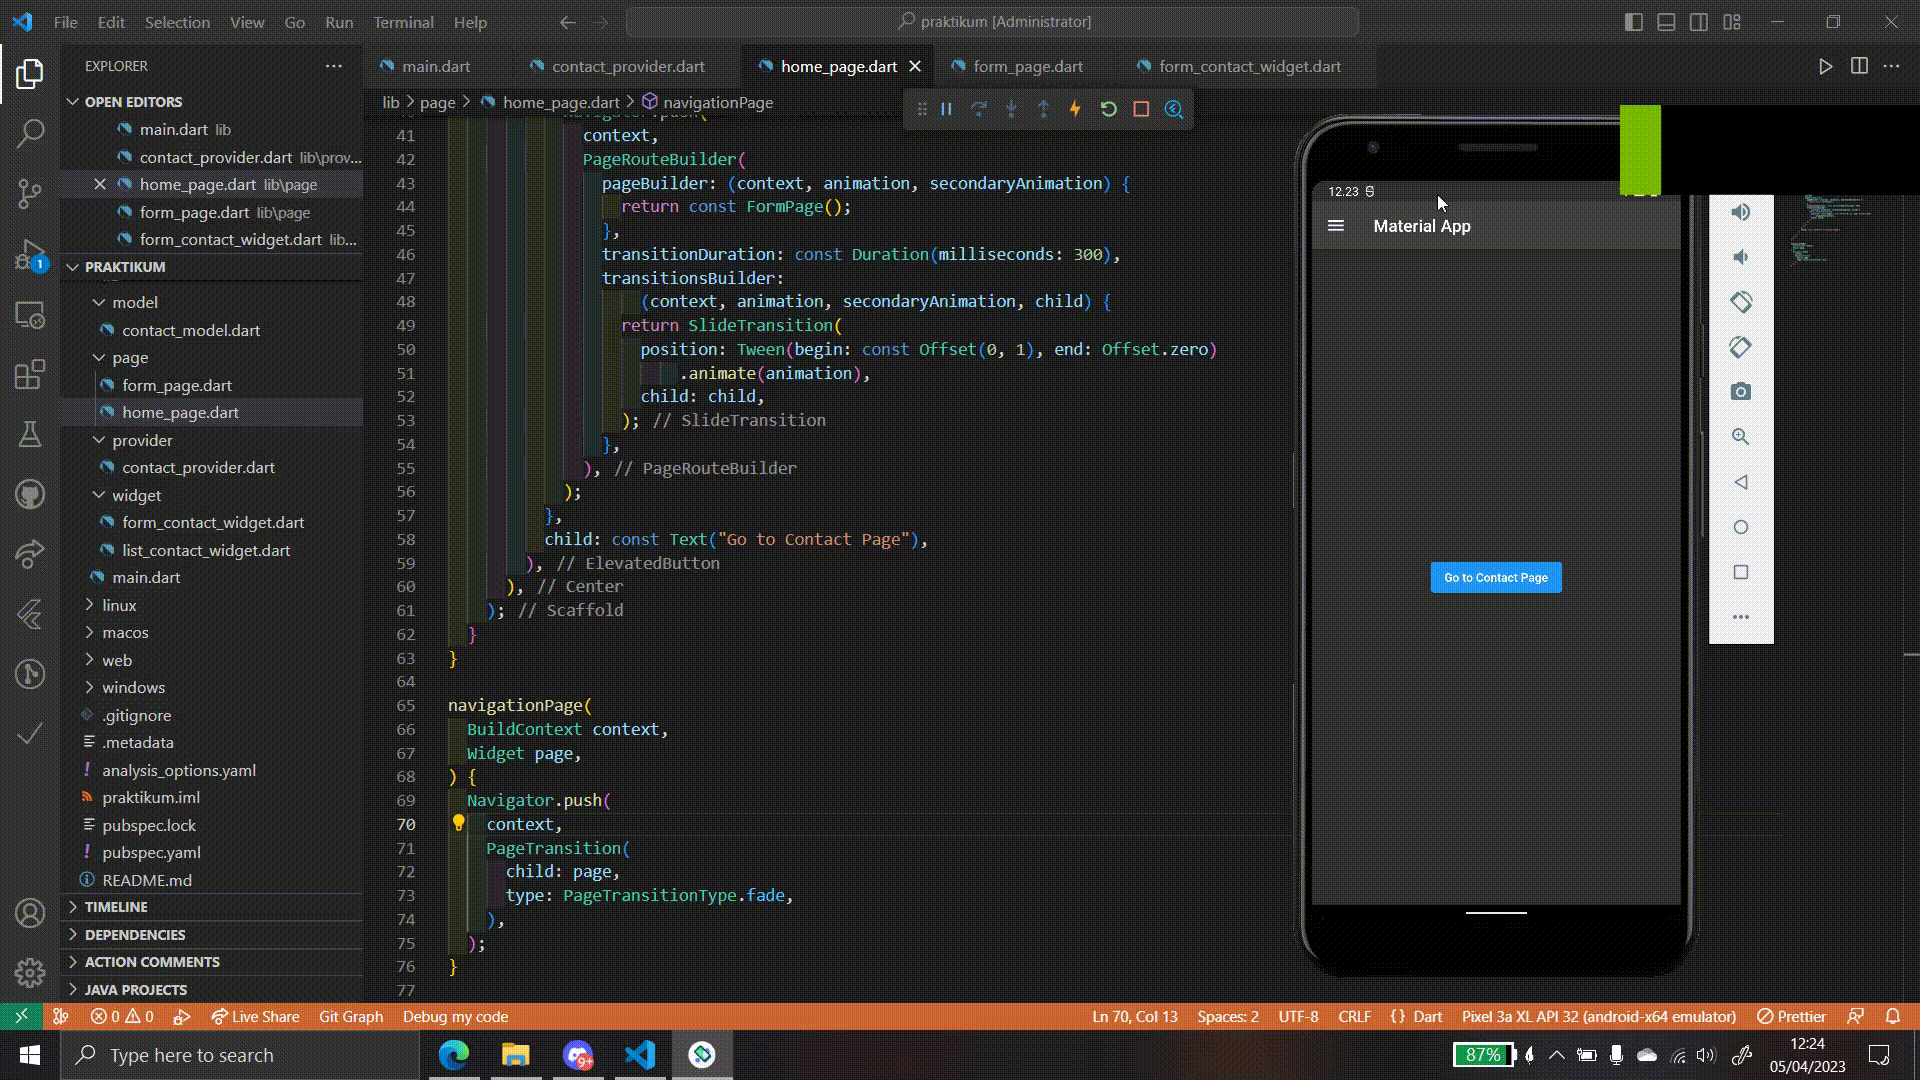 File Edit Selection View Go Run Terminal Help
praktikum [Administrator]
EXPLORER
main.dart
contact_provider.dart
home_page.dart
form_page.dart
form_contact_widget.dart
OPEN EDITORS
main.dart lib
contact_provider.dart lib\prov...
home_page.dart lib\page
form_page.dart lib\page
form_contact_widget.dart lib...
PRAKTIKUM
model
contact_model.dart
page
form_page.dart
home_page.dart
provider
contact_provider.dart
widget
form_contact_widget.dart
list_contact_widget.dart
main.dart
linux
macos
web
windows
.gitignore
.metadata
analysis_options.yaml
praktikum.iml
pubspec.lock
pubspec.yaml
README.md
TIMELINE
DEPENDENCIES
ACTION COMMENTS
JAVA PROJECTS
1
lib > page > home_page.dart > navigationPage
41 context,
42 PageRouteBuilder(
43 pageBuilder: (context, animation, secondaryAnimation) {
44 return const FormPage();
45 },
46 transitionDuration: const Duration(milliseconds: 300),
47 transitionsBuilder:
48 (context, animation, secondaryAnimation, child) {
49 return SlideTransition(
50 position: Tween(begin: const Offset(0, 1), end: Offset.zero)
51 .animate(animation),
52 child: child,
53 ); // SlideTransition
54 },
55 ), // PageRouteBuilder
56 );
57 },
58 child: const Text("Go to Contact Page"),
59 ), // ElevatedButton
60 ), // Center
61 ); // Scaffold
62 }
63 }
64
65 navigationPage(
66 BuildContext context,
67 Widget page,
68 ) {
69 Navigator.push(
70 context,
71 PageTransition(
72 child: page,
73 type: PageTransitionType.fade,
74 ),
75 );
76 }
77
12.23
Material App
Go to Contact Page
0 0 Live Share Git Graph Debug my code
Ln 70, Col 13 Spaces: 2 UTF-8 CRLF {} Dart Pixel 3a XL API 32 (android-x64 emulator) Prettier
Type here to search
9+
87%
12:24
05/04/2023